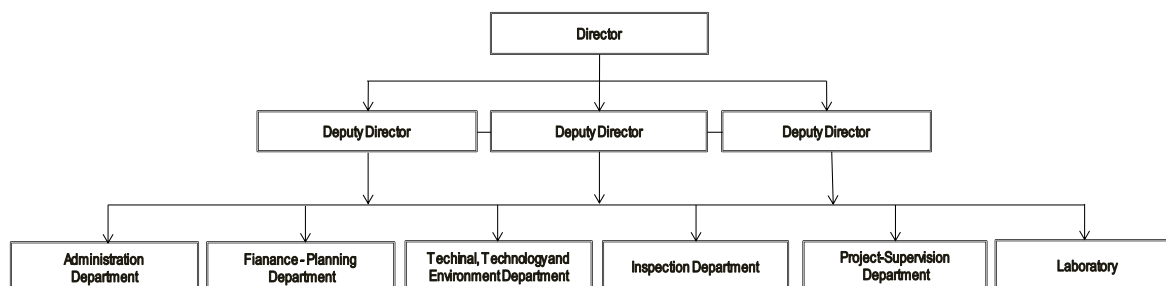 Director
Deputy Director
Deputy Director
Deputy Director
Administration
Department
Fianance - Planning
Department
Techinal, Technology and
Environment Department
Inspection Department
Project-Supervision
Department
Laboratory